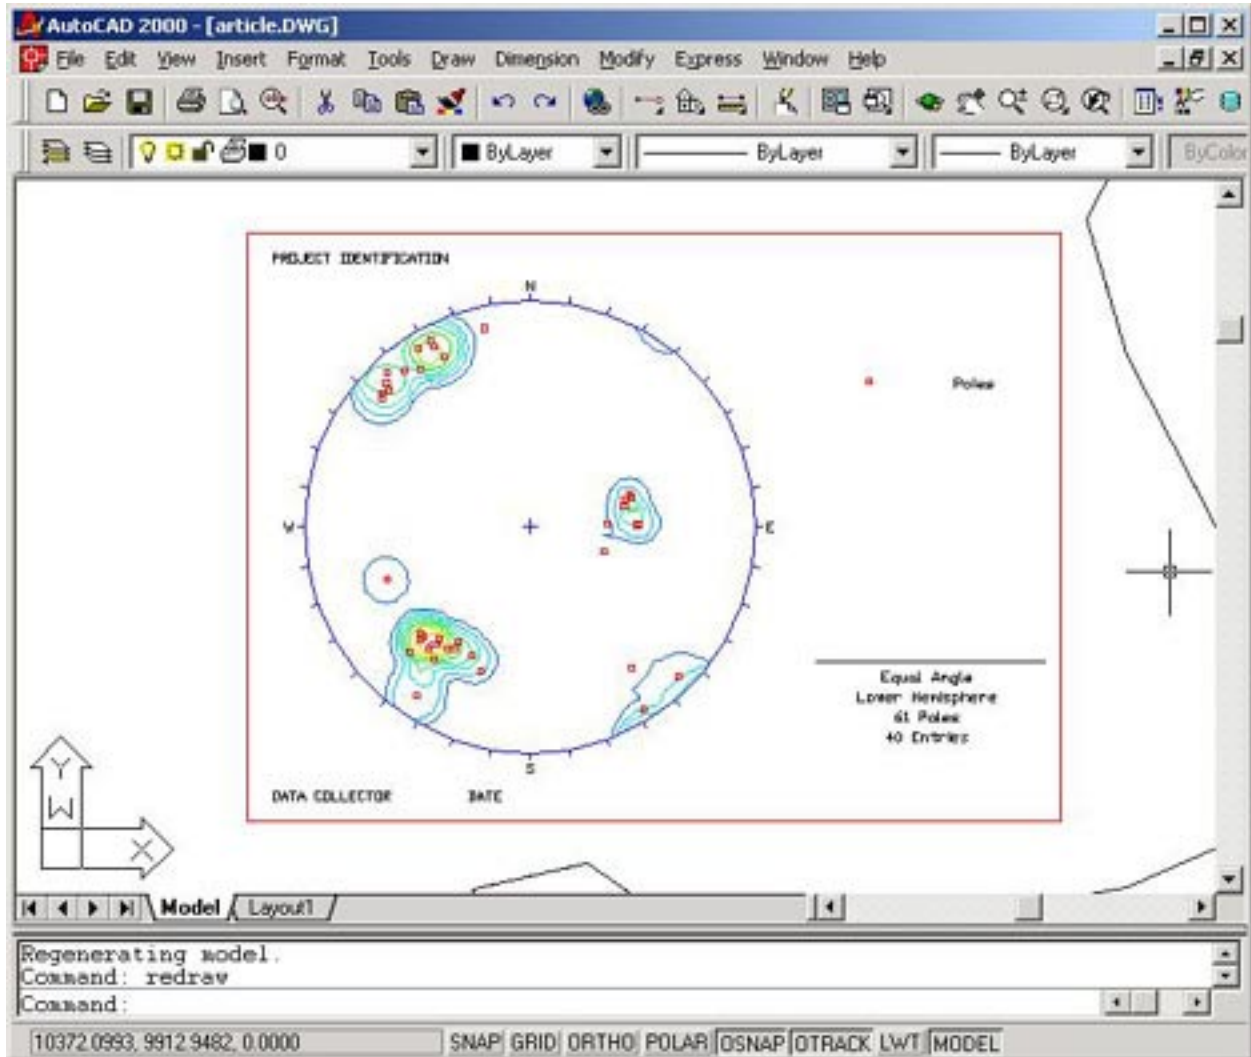 AutoCAD 2000 - [article.DWG]
File Edit View Insert Format Tools Draw Dimension Modify Express Window Help
0 ByLayer ByLayer ByLayer ByColor
PROJECT IDENTIFICATION
N
Poles
W E
Equal Angle
Lower Hemisphere
61 Poles
40 Entries
S
DATA COLLECTOR DATE
Y
W
X
Model Layout1
Regenerating model.
Command: redraw
Command:
10372.0993, 9912.9482, 0.0000 SNAP GRID ORTHO POLAR OSNAP OTRACK LWT MODEL